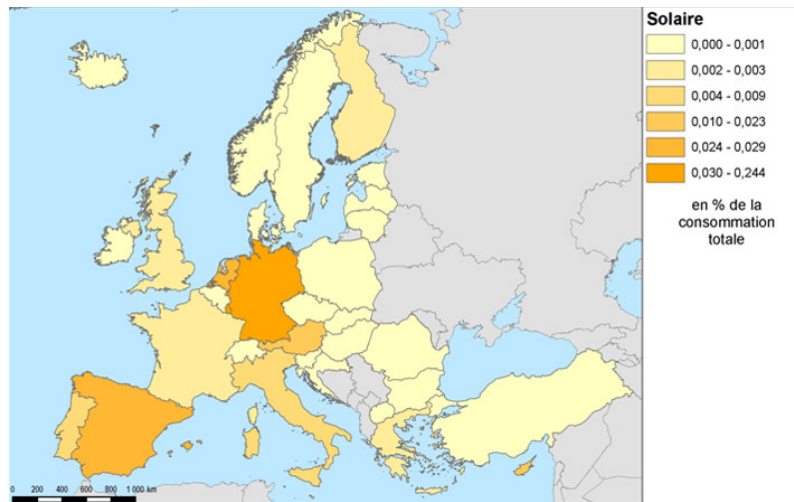 Solaire
0,000 - 0,001
0,002 - 0,003
0,004 - 0,009
0,010 - 0,023
0,024 - 0,029
0,030 - 0,244
en % de la
consommation
totale
0 200 400 600 800 1 000 km